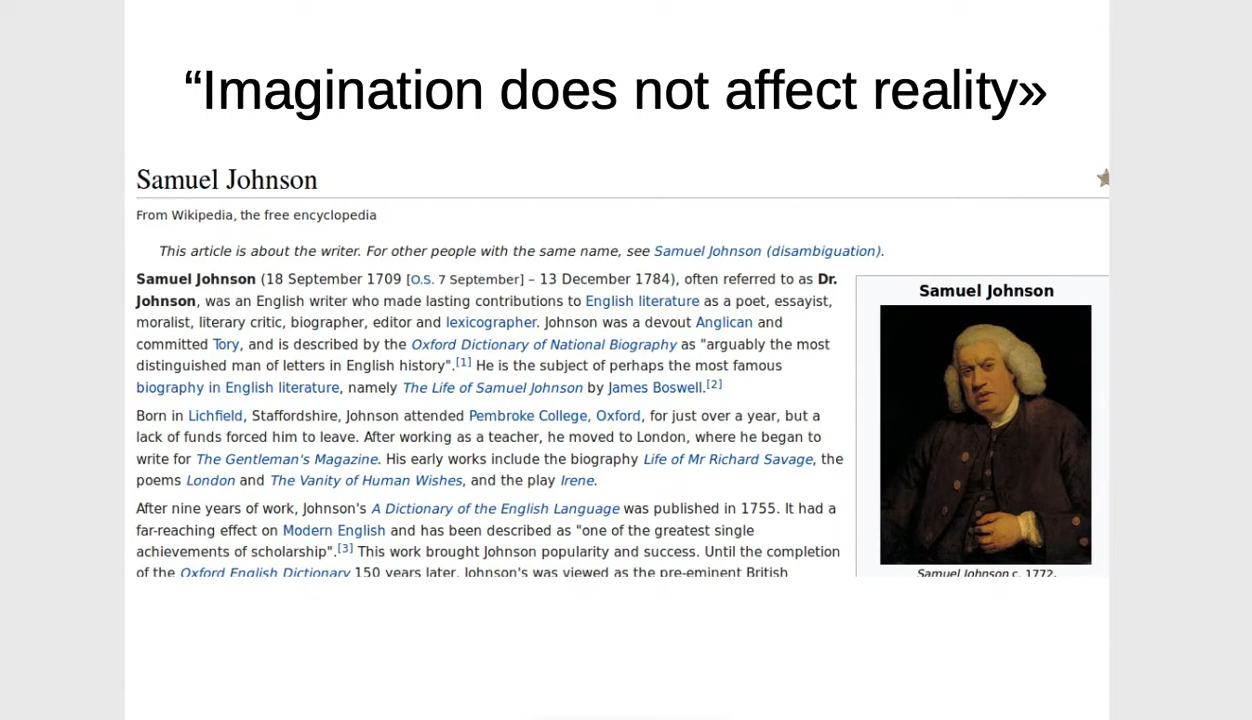 “Imagination does not affect reality»
Samuel Johnson
From Wikipedia, the free encyclopedia
This article is about the writer. For other people with the same name, see Samuel Johnson (disambiguation).
Samuel Johnson (18 September 1709 [O.S. 7 September] – 13 December 1784), often referred to as Dr.
Johnson, was an English writer who made lasting contributions to English literature as a poet, essayist,
moralist, literary critic, biographer, editor and lexicographer. Johnson was a devout Anglican and
committed Tory, and is described by the Oxford Dictionary of National Biography as "arguably the most
distinguished man of letters in English history".[1] He is the subject of perhaps the most famous
biography in English literature, namely The Life of Samuel Johnson by James Boswell.[2]
Born in Lichfield, Staffordshire, Johnson attended Pembroke College, Oxford, for just over a year, but a
lack of funds forced him to leave. After working as a teacher, he moved to London, where he began to
write for The Gentleman's Magazine. His early works include the biography Life of Mr Richard Savage, the
poems London and The Vanity of Human Wishes, and the play Irene.
After nine years of work, Johnson's A Dictionary of the English Language was published in 1755. It had a
far-reaching effect on Modern English and has been described as "one of the greatest single
achievements of scholarship".[3] This work brought Johnson popularity and success. Until the completion
of the Oxford English Dictionary 150 years later, Johnson's was viewed as the pre-eminent British
Samuel Johnson
Samuel Johnson c. 1772,